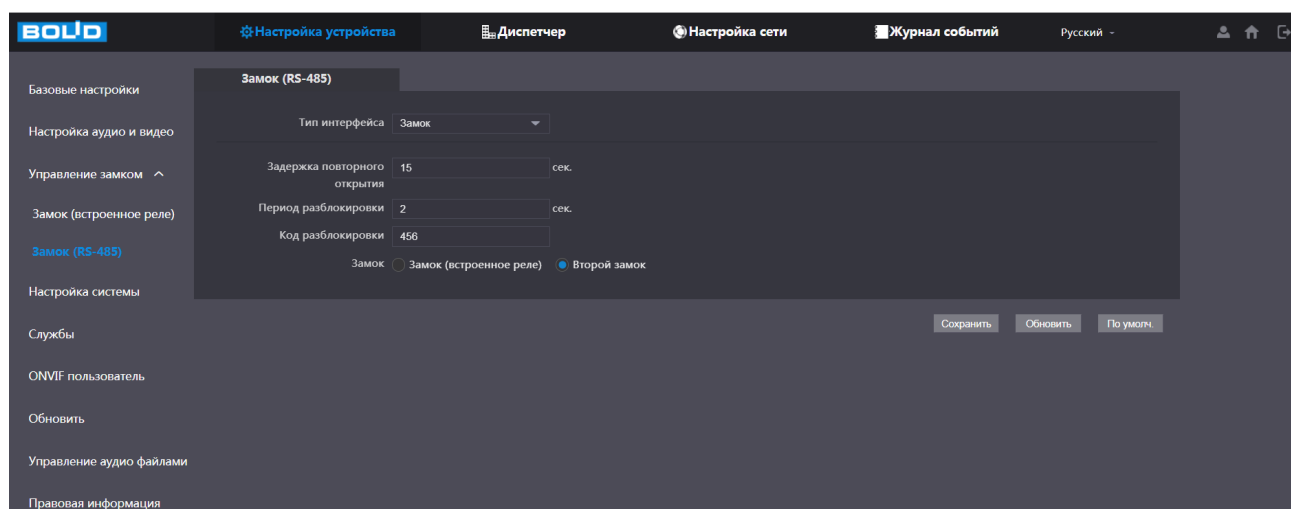 BOLID
Настройка устройства
Диспетчер
Настройка сети
Журнал событий
Русский
Базовые настройки
Настройка аудио и видео
Управление замком
Замок (встроенное реле)
Замок (RS-485)
Настройка системы
Службы
ONVIF пользователь
Обновить
Управление аудио файлами
Правовая информация
Замок (RS-485)
Тип интерфейса Замок
Задержка повторного 15 сек.
открытия
Период разблокировки 2 сек.
Код разблокировки 456
Замок Замок (встроенное реле) Второй замок
Сохранить Обновить По умолч.